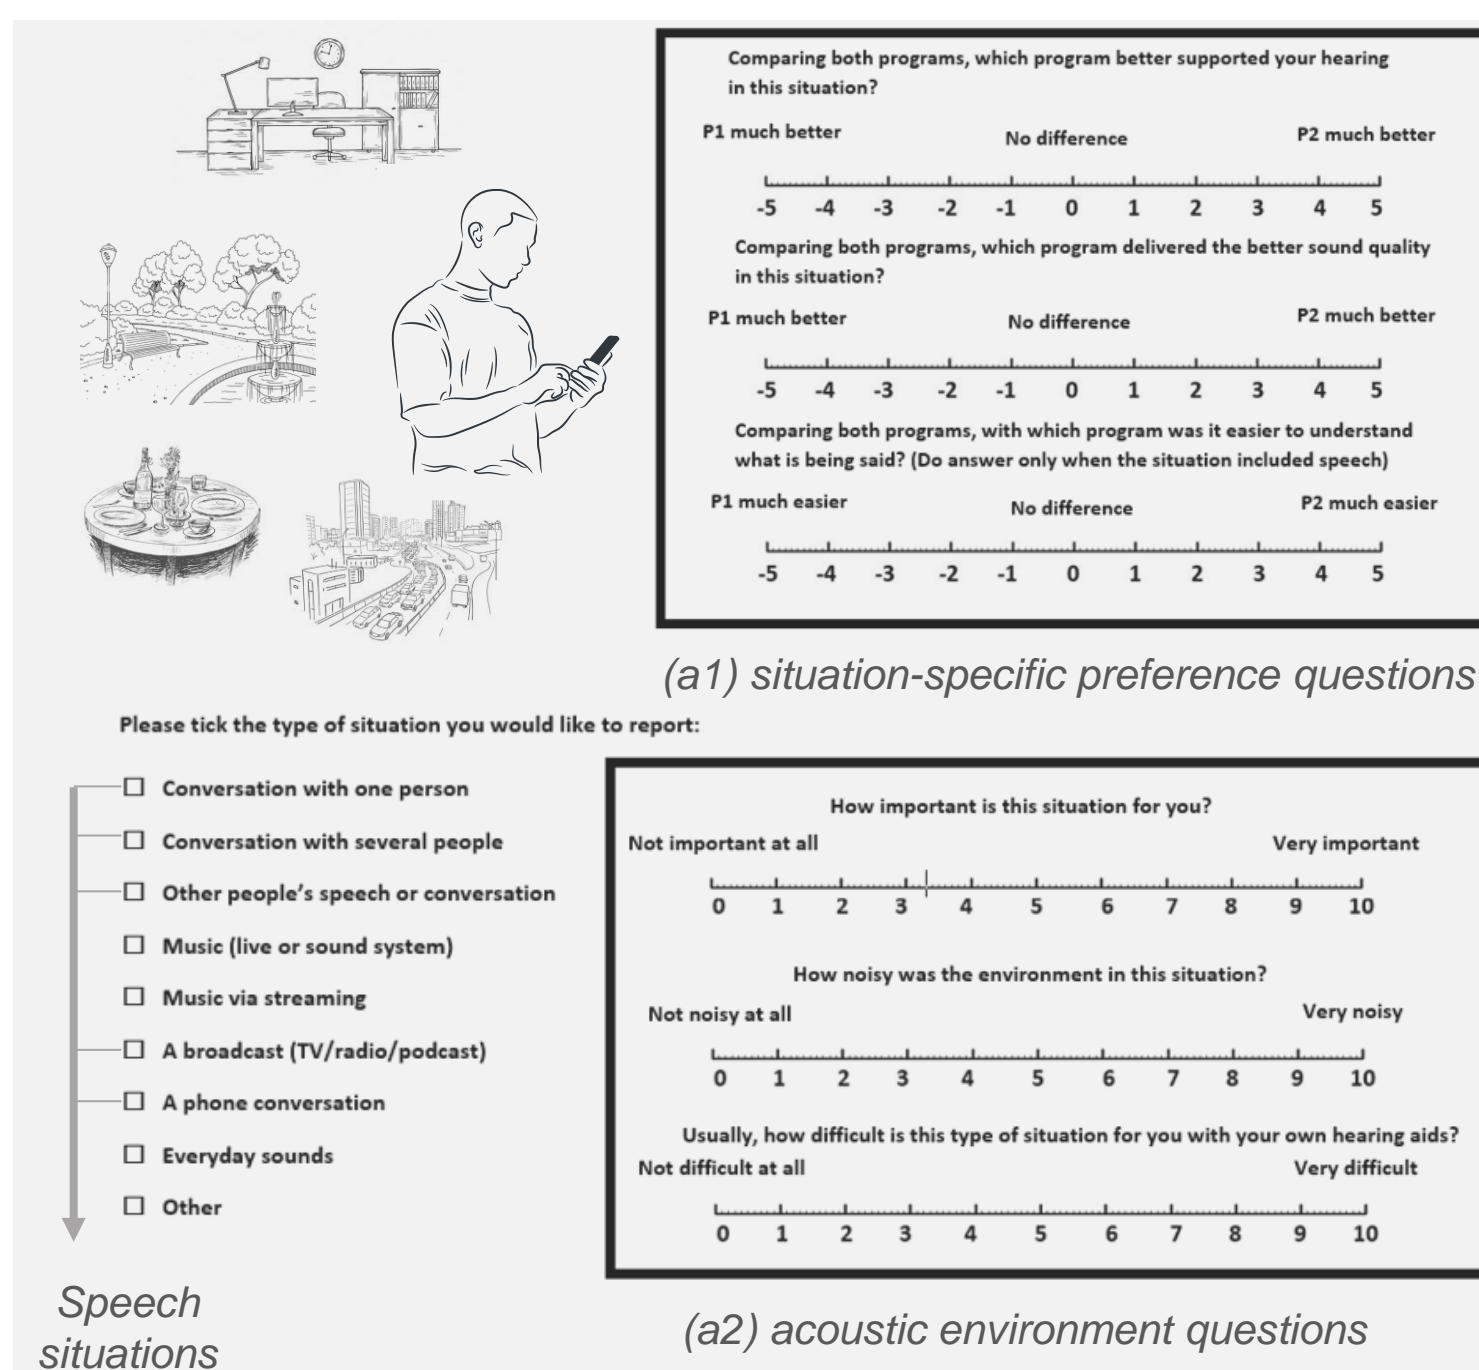 Comparing both programs, which program better supported your hearing
in this situation?
P1 much better No difference P2 much better
-5 -4 -3 -2 -1 0 1 2 3 4 5
Comparing both programs, which program delivered the better sound quality
in this situation?
P1 much better No difference P2 much better
-5 -4 -3 -2 -1 0 1 2 3 4 5
Comparing both programs, with which program was it easier to understand
what is being said? (Do answer only when the situation included speech)
P1 much easier No difference P2 much easier
-5 -4 -3 -2 -1 0 1 2 3 4 5
(a1) situation-specific preference questions
Please tick the type of situation you would like to report:
Conversation with one person
Conversation with several people
Other people's speech or conversation
Music (live or sound system)
Music via streaming
A broadcast (TV/radio/podcast)
A phone conversation
Everyday sounds
Other
Speech
situations
How important is this situation for you?
Not important at all Very important
0 1 2 3 4 5 6 7 8 9 10
How noisy was the environment in this situation?
Not noisy at all Very noisy
0 1 2 3 4 5 6 7 8 9 10
Usually, how difficult is this type of situation for you with your own hearing aids?
Not difficult at all Very difficult
0 1 2 3 4 5 6 7 8 9 10
(a2) acoustic environment questions